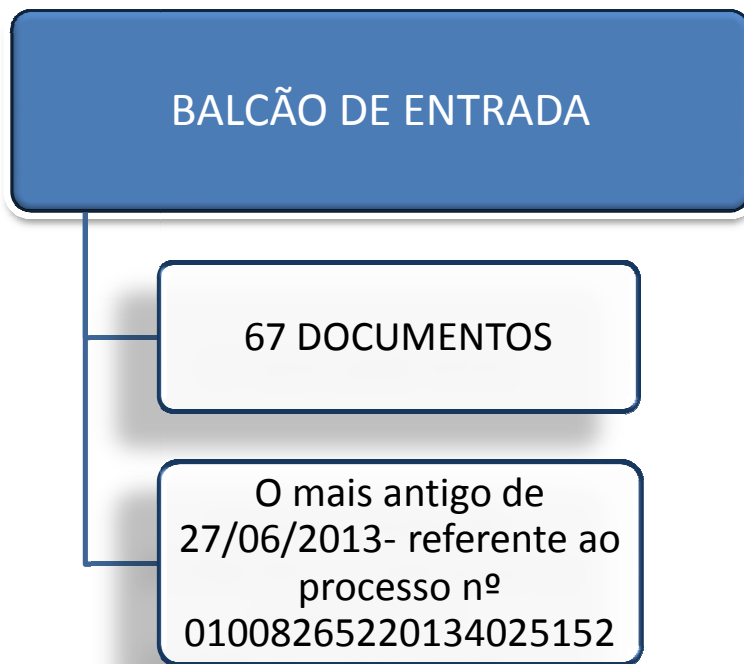 BALCÃO DE ENTRADA
67 DOCUMENTOS
O mais antigo de
27/06/2013- referente ao
processo nº
01008265220134025152